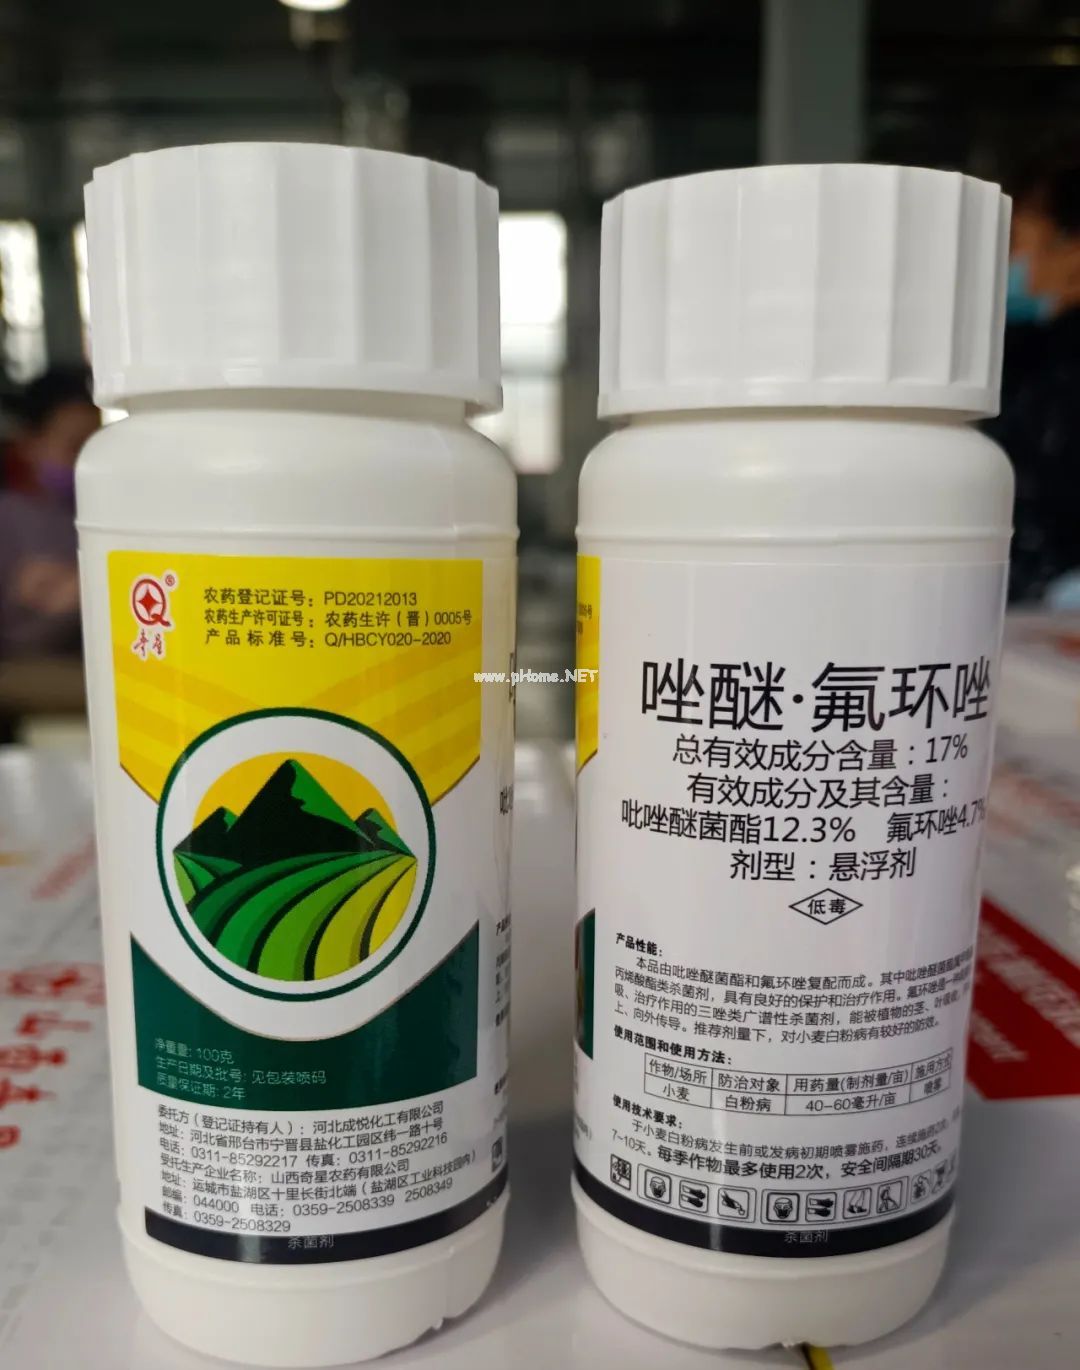 奇星®
农药登记证号：PD20212013
农药生产许可证号：农药生许（晋）0005号
产品标准号：Q/HBCY020-2020
净重量：100克
生产日期及批号：见包装喷码
质量保证期：2年
委托方（登记证持有人）：河北成悦化工有限公司
地址：河北省邢台市宁晋县盐化工园区纬一路十号
电话：0311-85292217 传真：0311-85292216
受托生产企业名称：山西奇星农药有限公司
地址：运城市盐湖区十里长街北端（盐湖区工业科技园内）
邮编：044000 电话：0359-2508339 2508349
传真：0359-2508329
杀菌剂
www.pHome.NET
唑醚·氟环唑
总有效成分含量：17%
有效成分及其含量：
吡唑醚菌酯12.3% 氟环唑4.7%
剂型：悬浮剂
低毒
产品性能：
本品由吡唑醚菌酯和氟环唑复配而成。其中吡唑醚菌酯
丙烯酸酯类杀菌剂，具有良好的保护和治疗作用。氟环唑是一种
吸、治疗作用的三唑类广谱性杀菌剂，能被植物的茎、叶吸收，
上、向外传导。推荐剂量下，对小麦白粉病有较好的防效。
使用范围和使用方法：
作物/场所 防治对象 用药量(制剂量/亩) 施用方式
小麦 白粉病 40-60毫升/亩 喷雾
使用技术要求：
于小麦白粉病发生前或发病初期喷雾施药，连续施药2次，
7-10天。每季作物最多使用2次，安全间隔期30天。
杀菌剂